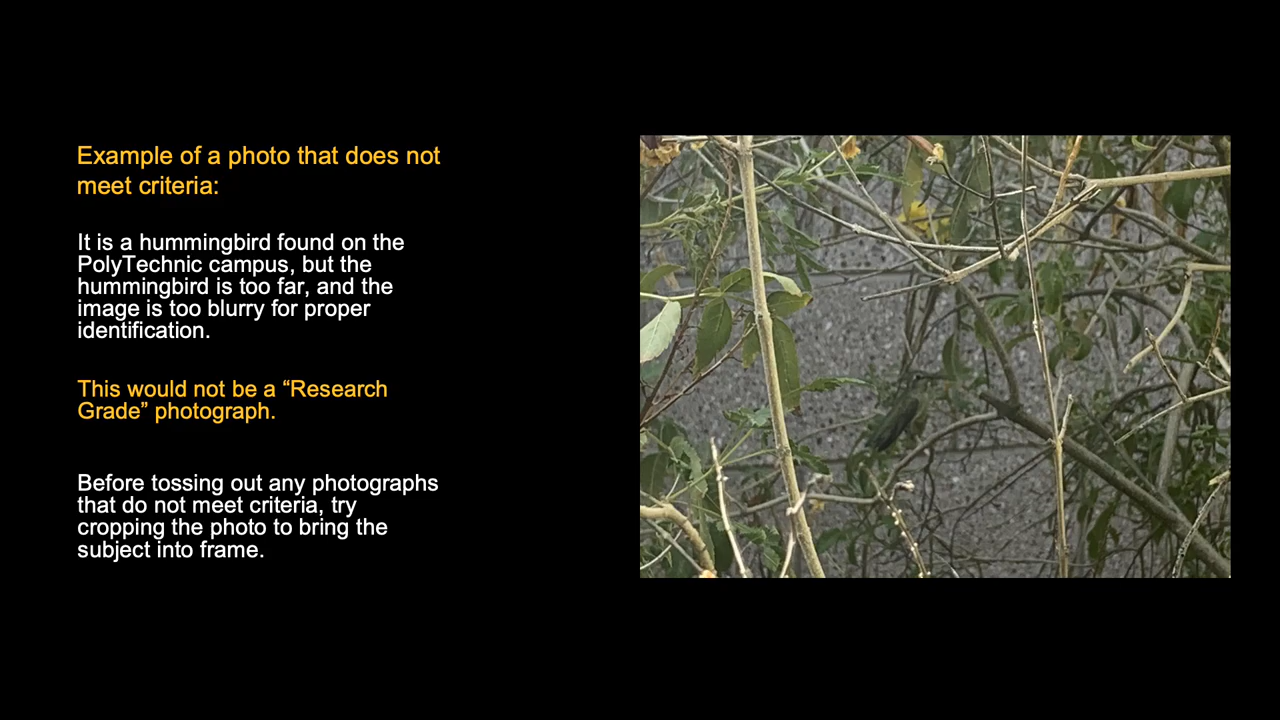 Example of a photo that does not
meet criteria:
It is a hummingbird found on the
PolyTechnic campus, but the
hummingbird is too far, and the
image is too blurry for proper
identification.
This would not be a “Research
Grade” photograph.
Before tossing out any photographs
that do not meet criteria, try
cropping the photo to bring the
subject into frame.